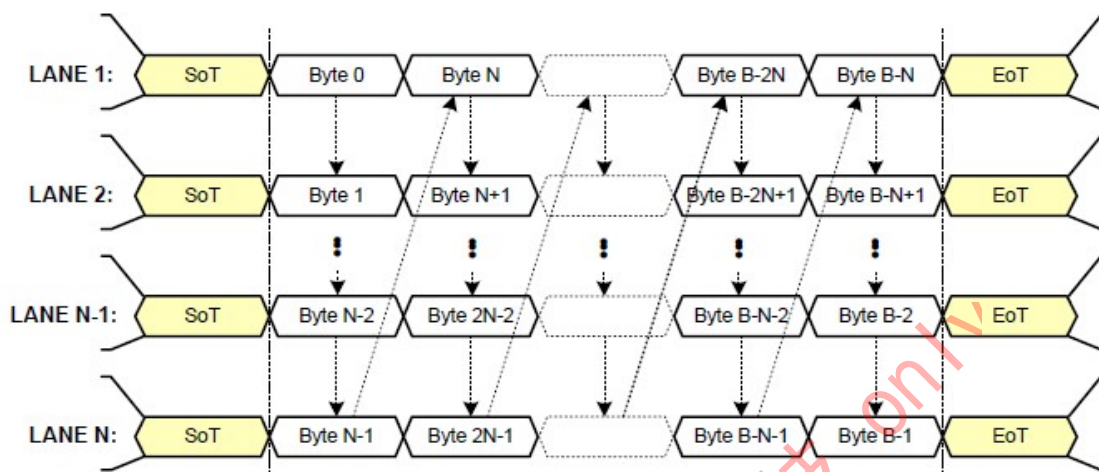 LANE 1: SoT Byte 0 Byte N Byte B-2N Byte B-N EoT
LANE 2: SoT Byte 1 Byte N+1 Byte B-2N+1 Byte B-N+1 EoT
LANE N-1: SoT Byte N-2 Byte 2N-2 Byte B-N-2 Byte B-2 EoT
LANE N: SoT Byte N-1 Byte 2N-1 Byte B-N-1 Byte B-1 EoT
only